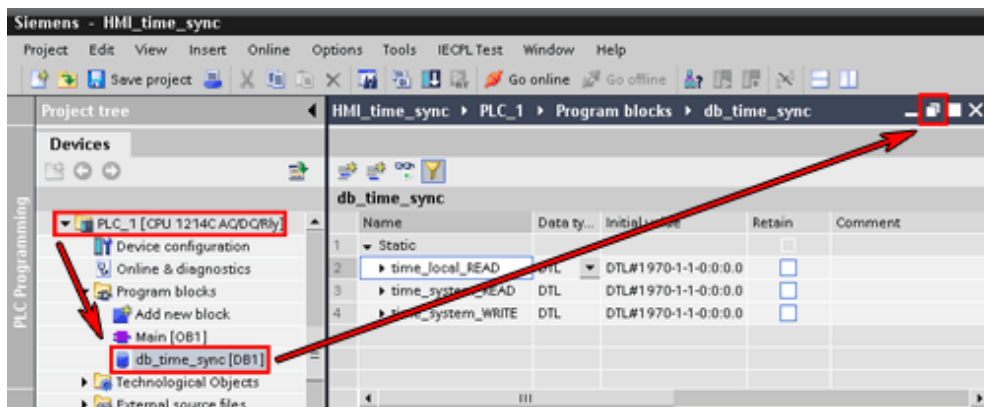 Siemens - HMI_time_sync
Project Edit View Insert Online Options Tools IECPL Test Window Help
Save project Go online Go offline
Project tree
HMI_time_sync PLC_1 Program blocks db_time_sync
Devices
PLC Programming
db_time_sync
Name Data ty... Initial value Retain Comment
PLC_1 [CPU 1214C AC/DC/Rly]
1 Static
Device configuration
2 time_local_READ DTL DTL#1970-1-1-0:0:0.0
Online & diagnostics
3 time_system_READ DTL DTL#1970-1-1-0:0:0.0
Program blocks
4 time_system_WRITE DTL DTL#1970-1-1-0:0:0.0
Add new block
Main [OB1]
db_time_sync [DB1]
Technological Objects
External source files